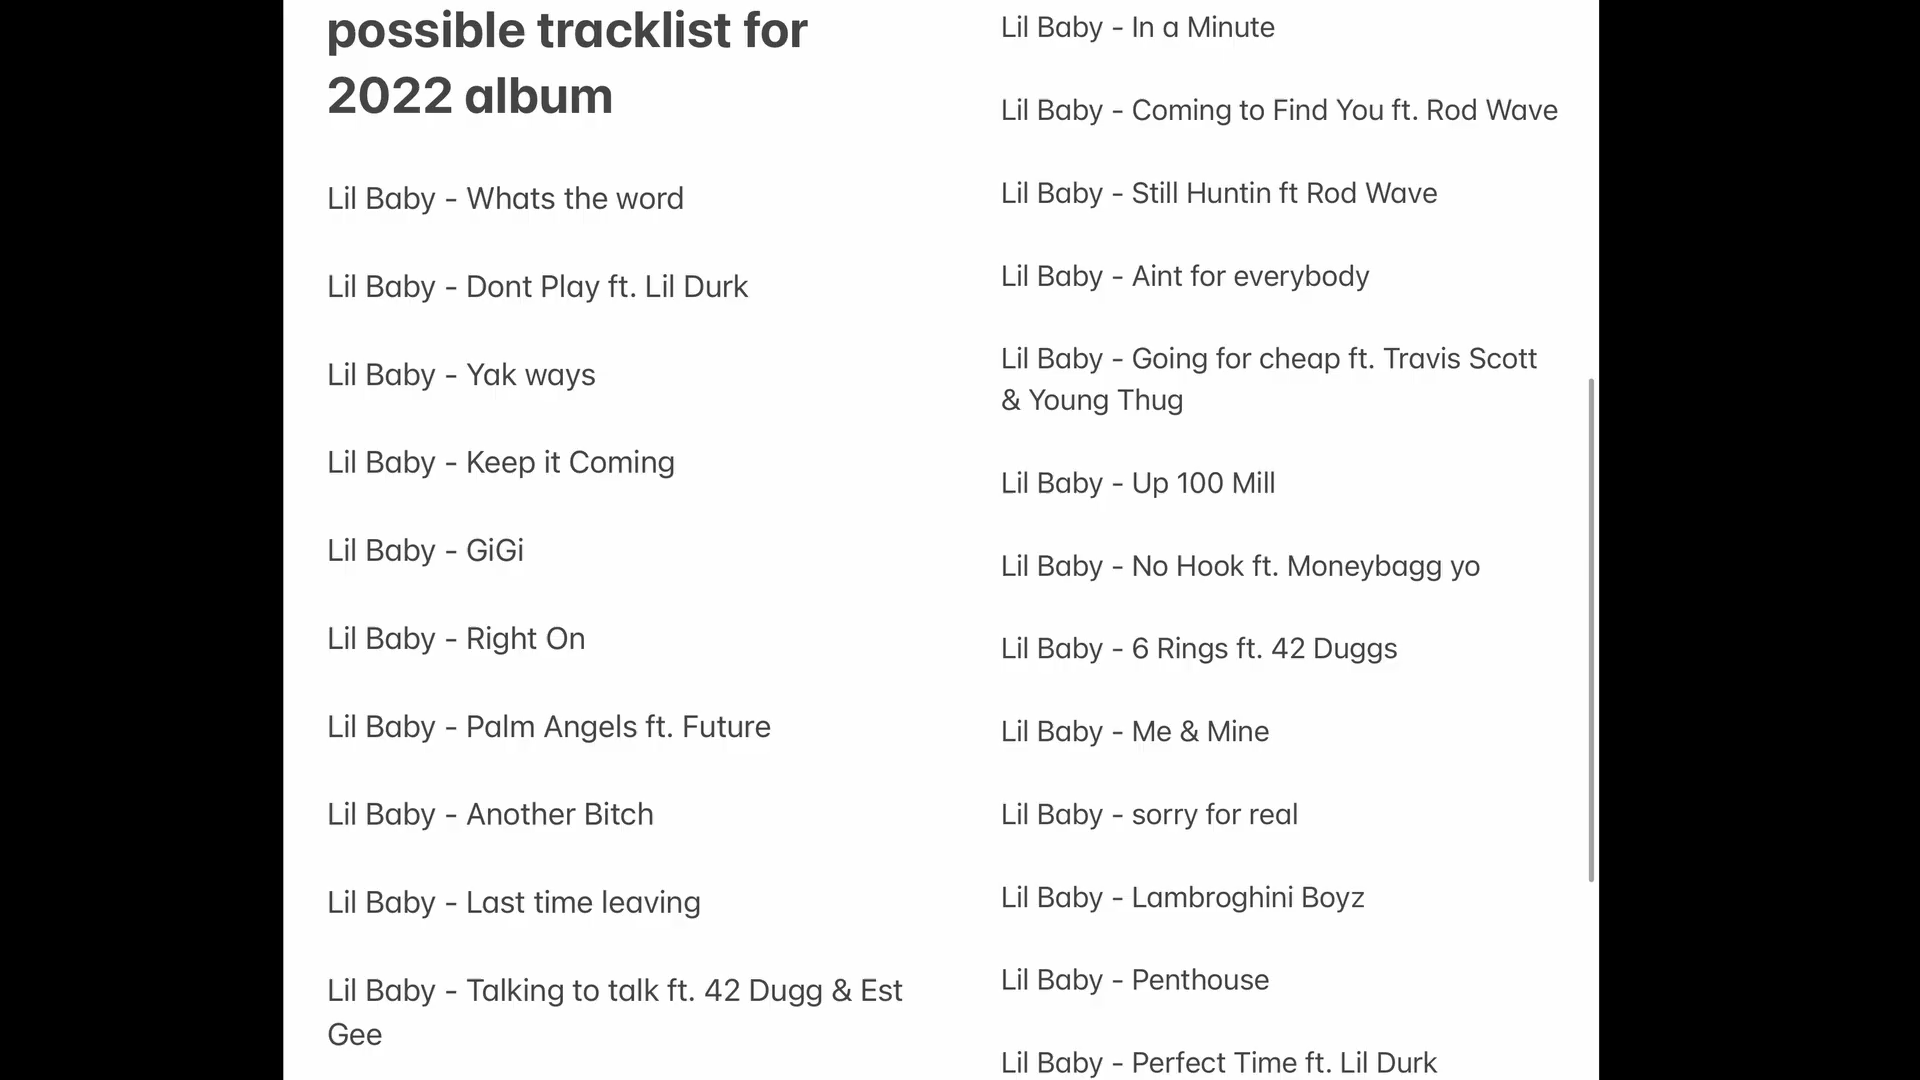 possible tracklist for
2022 album
Lil Baby - Whats the word
Lil Baby - Dont Play ft. Lil Durk
Lil Baby - Yak ways
Lil Baby - Keep it Coming
Lil Baby - GiGi
Lil Baby - Right On
Lil Baby - Palm Angels ft. Future
Lil Baby - Another Bitch
Lil Baby - Last time leaving
Lil Baby - Talking to talk ft. 42 Dugg & Est
Gee
Lil Baby - In a Minute
Lil Baby - Coming to Find You ft. Rod Wave
Lil Baby - Still Huntin ft Rod Wave
Lil Baby - Aint for everybody
Lil Baby - Going for cheap ft. Travis Scott
& Young Thug
Lil Baby - Up 100 Mill
Lil Baby - No Hook ft. Moneybagg yo
Lil Baby - 6 Rings ft. 42 Duggs
Lil Baby - Me & Mine
Lil Baby - sorry for real
Lil Baby - Lambroghini Boyz
Lil Baby - Penthouse
Lil Baby - Perfect Time ft. Lil Durk